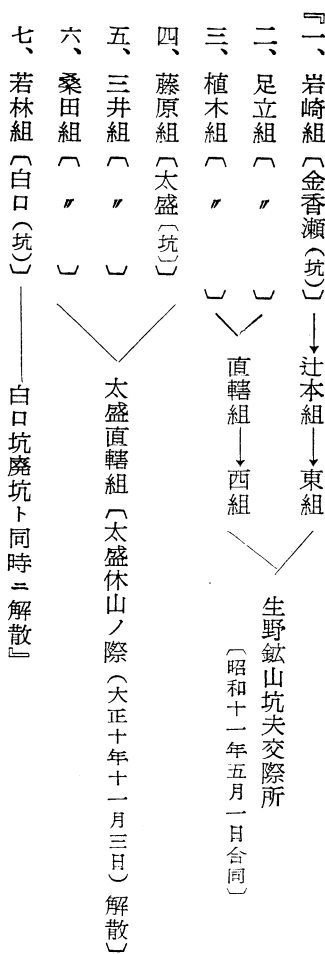 『一、岩崎組〔金香瀬(坑)〕→辻本組→東組
二、足立組〔〃〕
三、植木組〔〃〕
直轄組→西組
生野鉱山坑夫交際所
〔昭和十一年五月一日合同〕
四、藤原組〔太盛〔坑〕〕
五、三井組〔〃〕
六、桑田組〔〃〕
太盛直轄組〔太盛休山ノ際(大正十年十一月三日)解散〕
七、若林組〔白口(坑)〕――白口坑廃坑ト同時ニ解散』